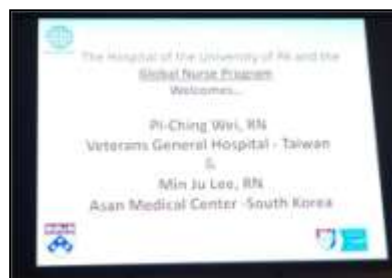 The Hospital of the University of PA and the
Global Nurse Program
Welcomes...
Pi-Ching Wei, RN
Veterans General Hospital - Taiwan
&
Min Ju Lee, RN
Asan Medical Center -South Korea